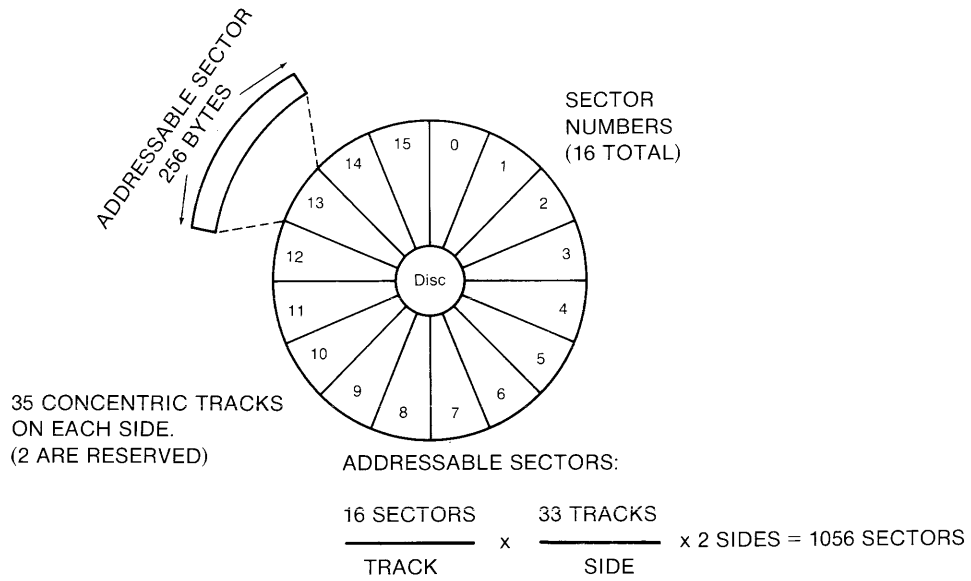 ADDRESSABLE SECTOR
256 BYTES
SECTOR
NUMBERS
(16 TOTAL)
0
1
2
3
4
5
6
7
8
9
10
11
12
13
14
15
Disc
35 CONCENTRIC TRACKS
ON EACH SIDE.
(2 ARE RESERVED)
ADDRESSABLE SECTORS:
16 SECTORS
TRACK
x
33 TRACKS
SIDE
x 2 SIDES = 1056 SECTORS